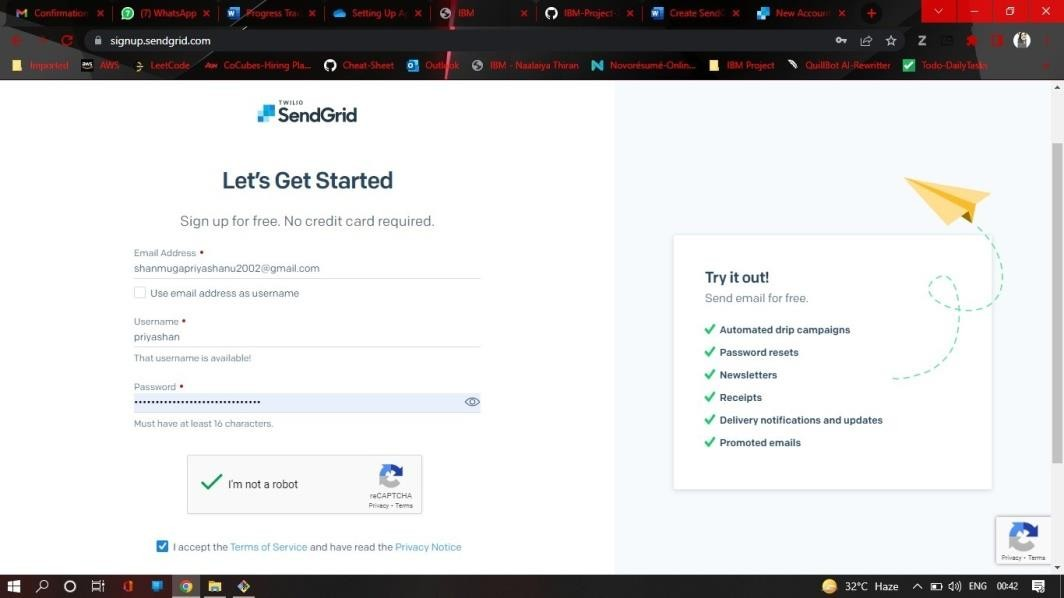 Confirmation
(7) WhatsApp
Progress Tra
Setting Up A
IBM
IBM-Project-
Create SendG
New Account
signup.sendgrid.com
Imported
AWS
LeetCode
CoCubes-Hiring Pla...
Cheat-Sheet
Outlook
IBM - Naalaiya Thiran
Novorésumé-Onlin...
IBM Project
QuillBot AI-Rewritter
Todo-DailyTasks
TWILIO
SendGrid
Let's Get Started
Sign up for free. No credit card required.
Email Address •
shanmugapriyashanu2002@gmail.com
Use email address as username
Username •
priyashan
That username is available!
Password •
••••••••••••••••••••••••••••••
Must have at least 16 characters.
I'm not a robot
reCAPTCHA
Privacy - Terms
I accept the Terms of Service and have read the Privacy Notice
Try it out!
Send email for free.
Automated drip campaigns
Password resets
Newsletters
Receipts
Delivery notifications and updates
Promoted emails
Privacy - Terms
32°C Haze
ENG
00:42